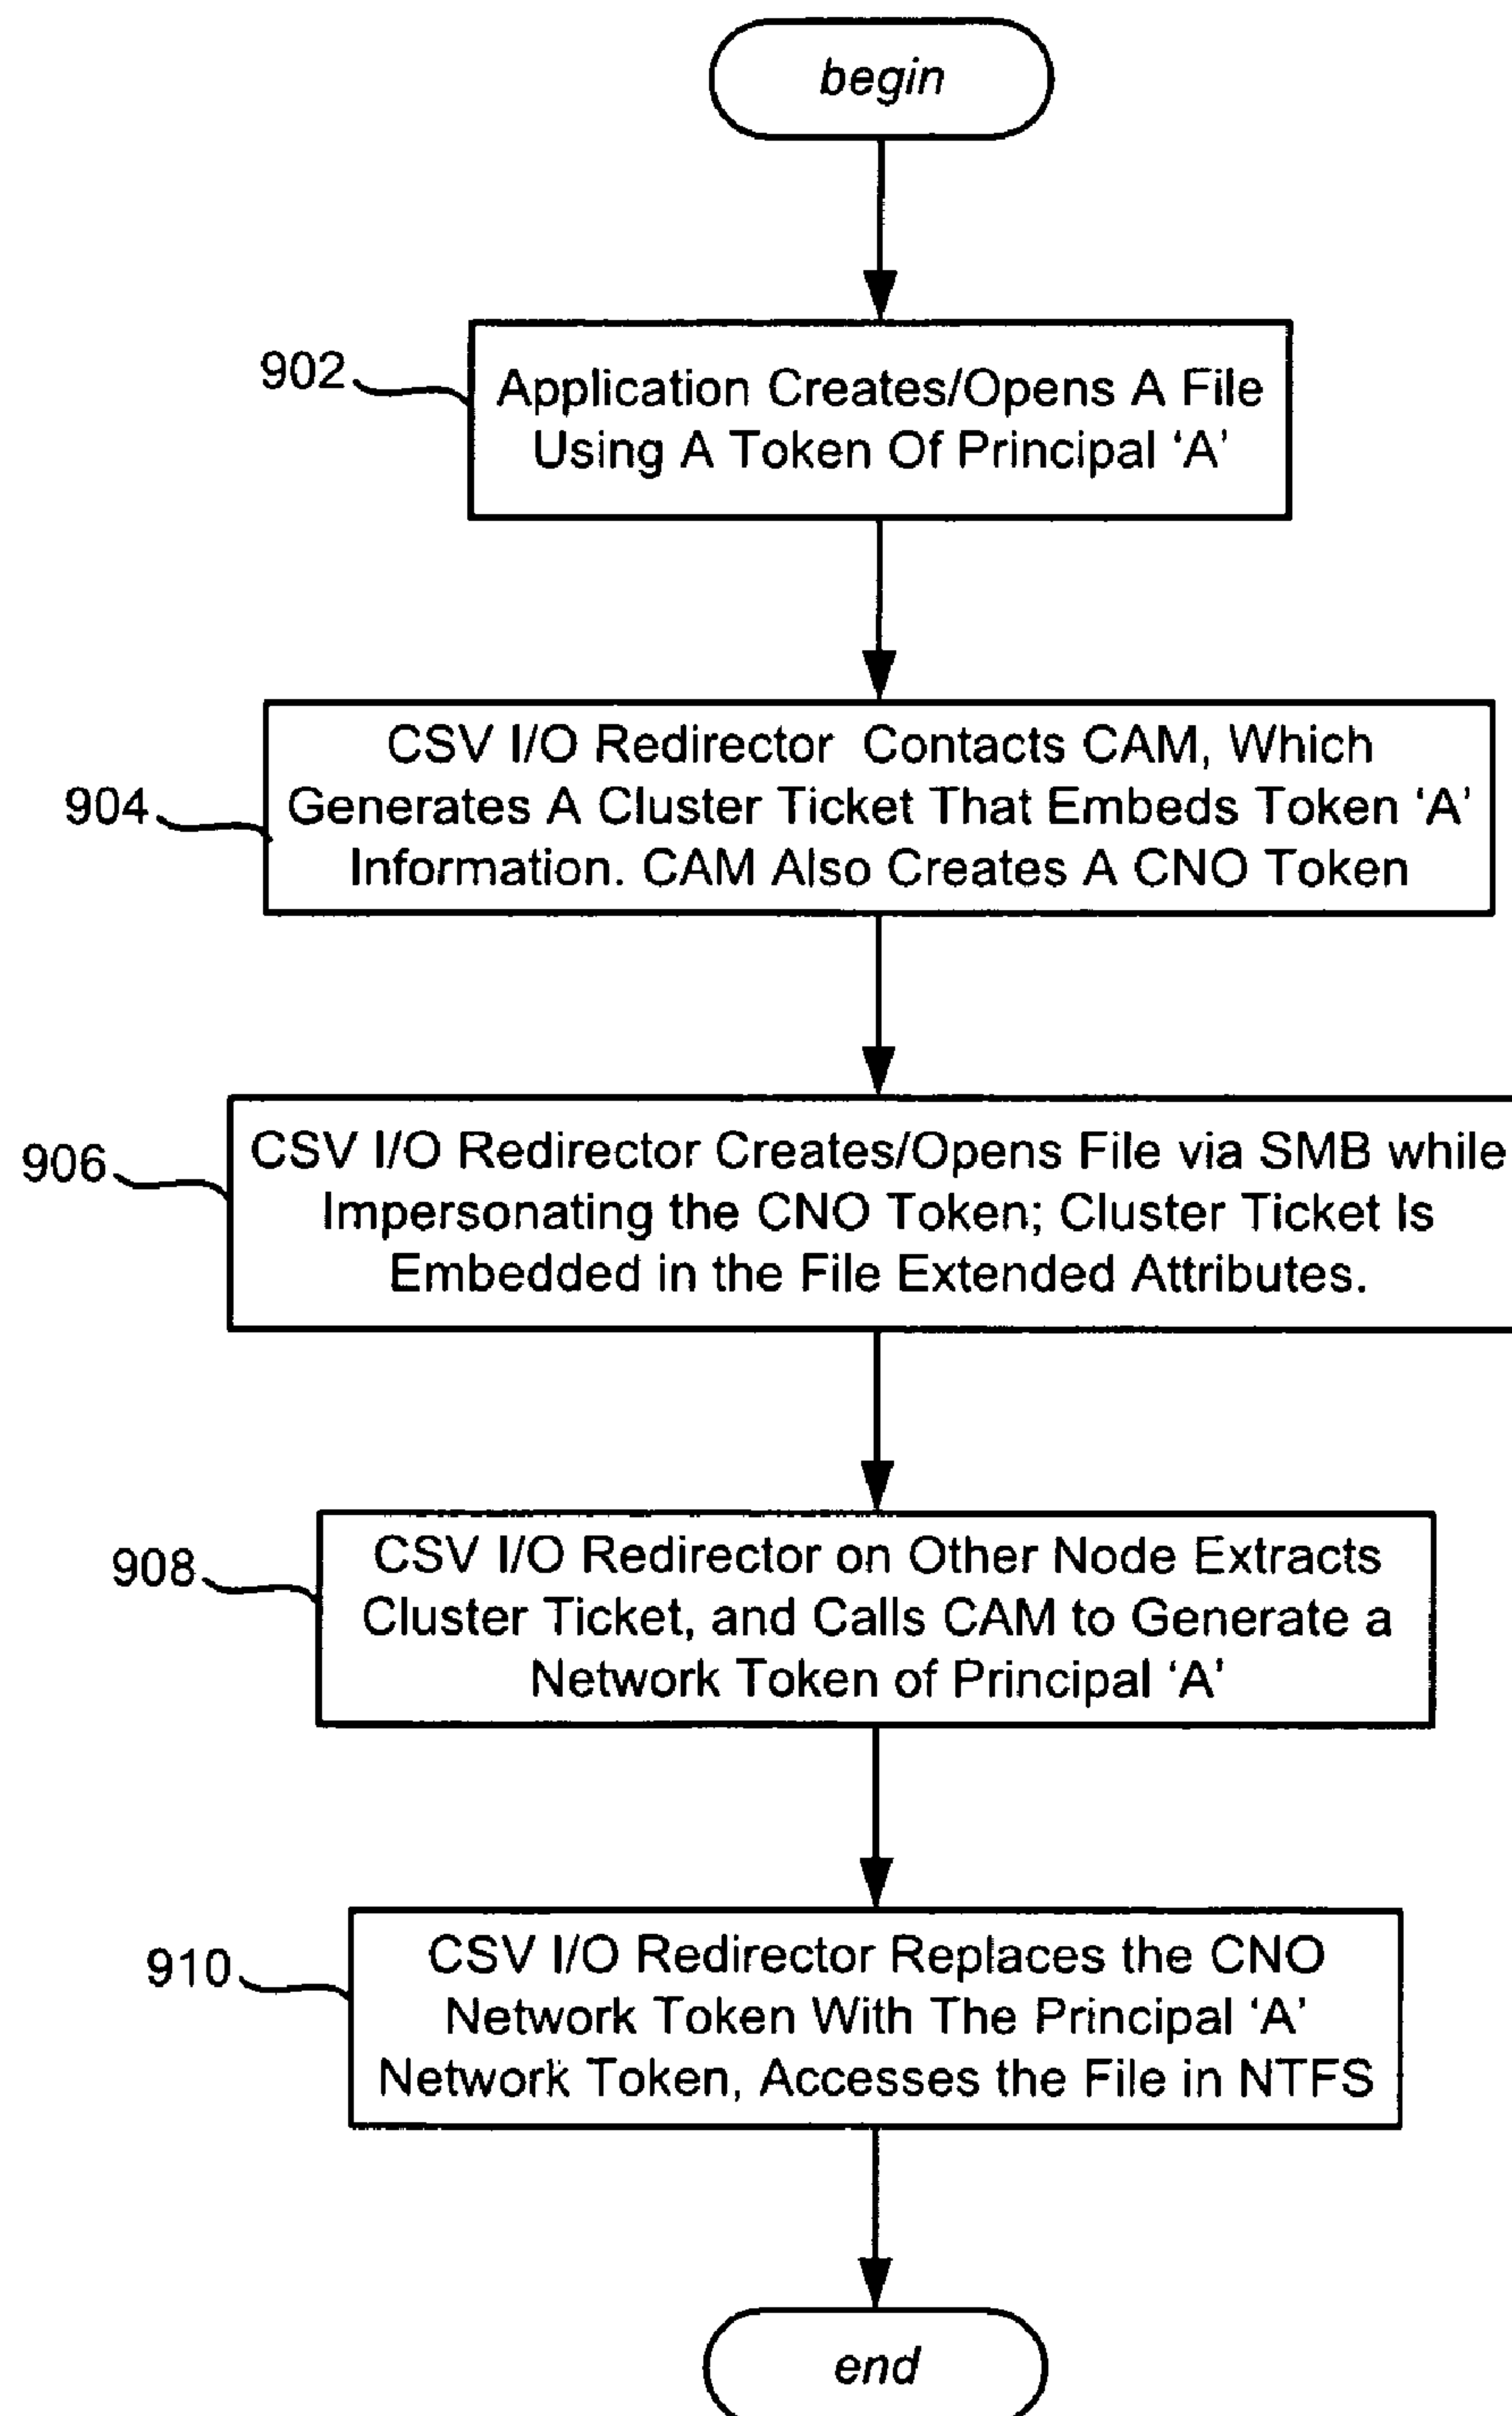 begin
902
Application Creates/Opens A File
Using A Token Of Principal ‘A’
904
CSV I/O Redirector Contacts CAM, Which
Generates A Cluster Ticket That Embeds Token ‘A’
Information. CAM Also Creates A CNO Token
906
CSV I/O Redirector Creates/Opens File via SMB while
Impersonating the CNO Token; Cluster Ticket Is
Embedded in the File Extended Attributes.
908
CSV I/O Redirector on Other Node Extracts
Cluster Ticket, and Calls CAM to Generate a
Network Token of Principal ‘A’
910
CSV I/O Redirector Replaces the CNO
Network Token With The Principal ‘A’
Network Token, Accesses the File in NTFS
end